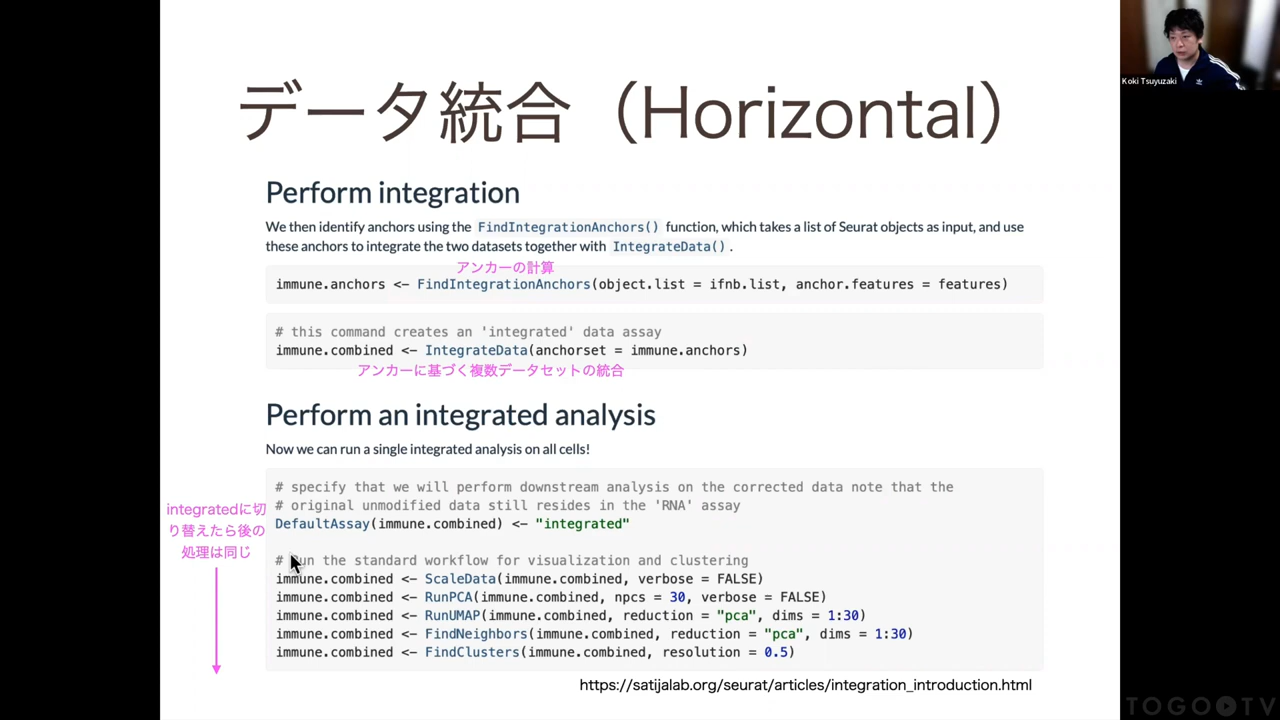 データ統合（Horizontal）
Koki Tsuyuzaki
Perform integration
We then identify anchors using the FindIntegrationAnchors() function, which takes a list of Seurat objects as input, and use
these anchors to integrate the two datasets together with IntegrateData() .
アンカーの計算
immune.anchors <- FindIntegrationAnchors(object.list = ifnb.list, anchor.features = features)
# this command creates an 'integrated' data assay
immune.combined <- IntegrateData(anchorset = immune.anchors)
アンカーに基づく複数データセットの統合
Perform an integrated analysis
Now we can run a single integrated analysis on all cells!
# specify that we will perform downstream analysis on the corrected data note that the
# original unmodified data still resides in the 'RNA' assay
DefaultAssay(immune.combined) <- "integrated"
integratedに切
り替えたら後の
処理は同じ
# Run the standard workflow for visualization and clustering
immune.combined <- ScaleData(immune.combined, verbose = FALSE)
immune.combined <- RunPCA(immune.combined, npcs = 30, verbose = FALSE)
immune.combined <- RunUMAP(immune.combined, reduction = "pca", dims = 1:30)
immune.combined <- FindNeighbors(immune.combined, reduction = "pca", dims = 1:30)
immune.combined <- FindClusters(immune.combined, resolution = 0.5)
https://satijalab.org/seurat/articles/integration_introduction.html
TOGO TV